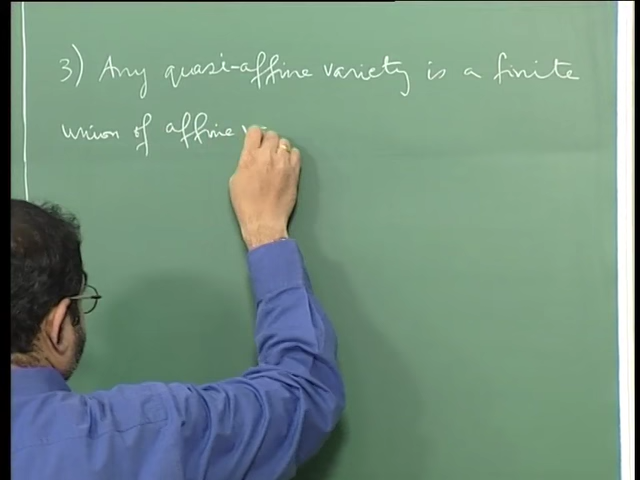 3) Any quasi-affine variety is a finite
union of affine